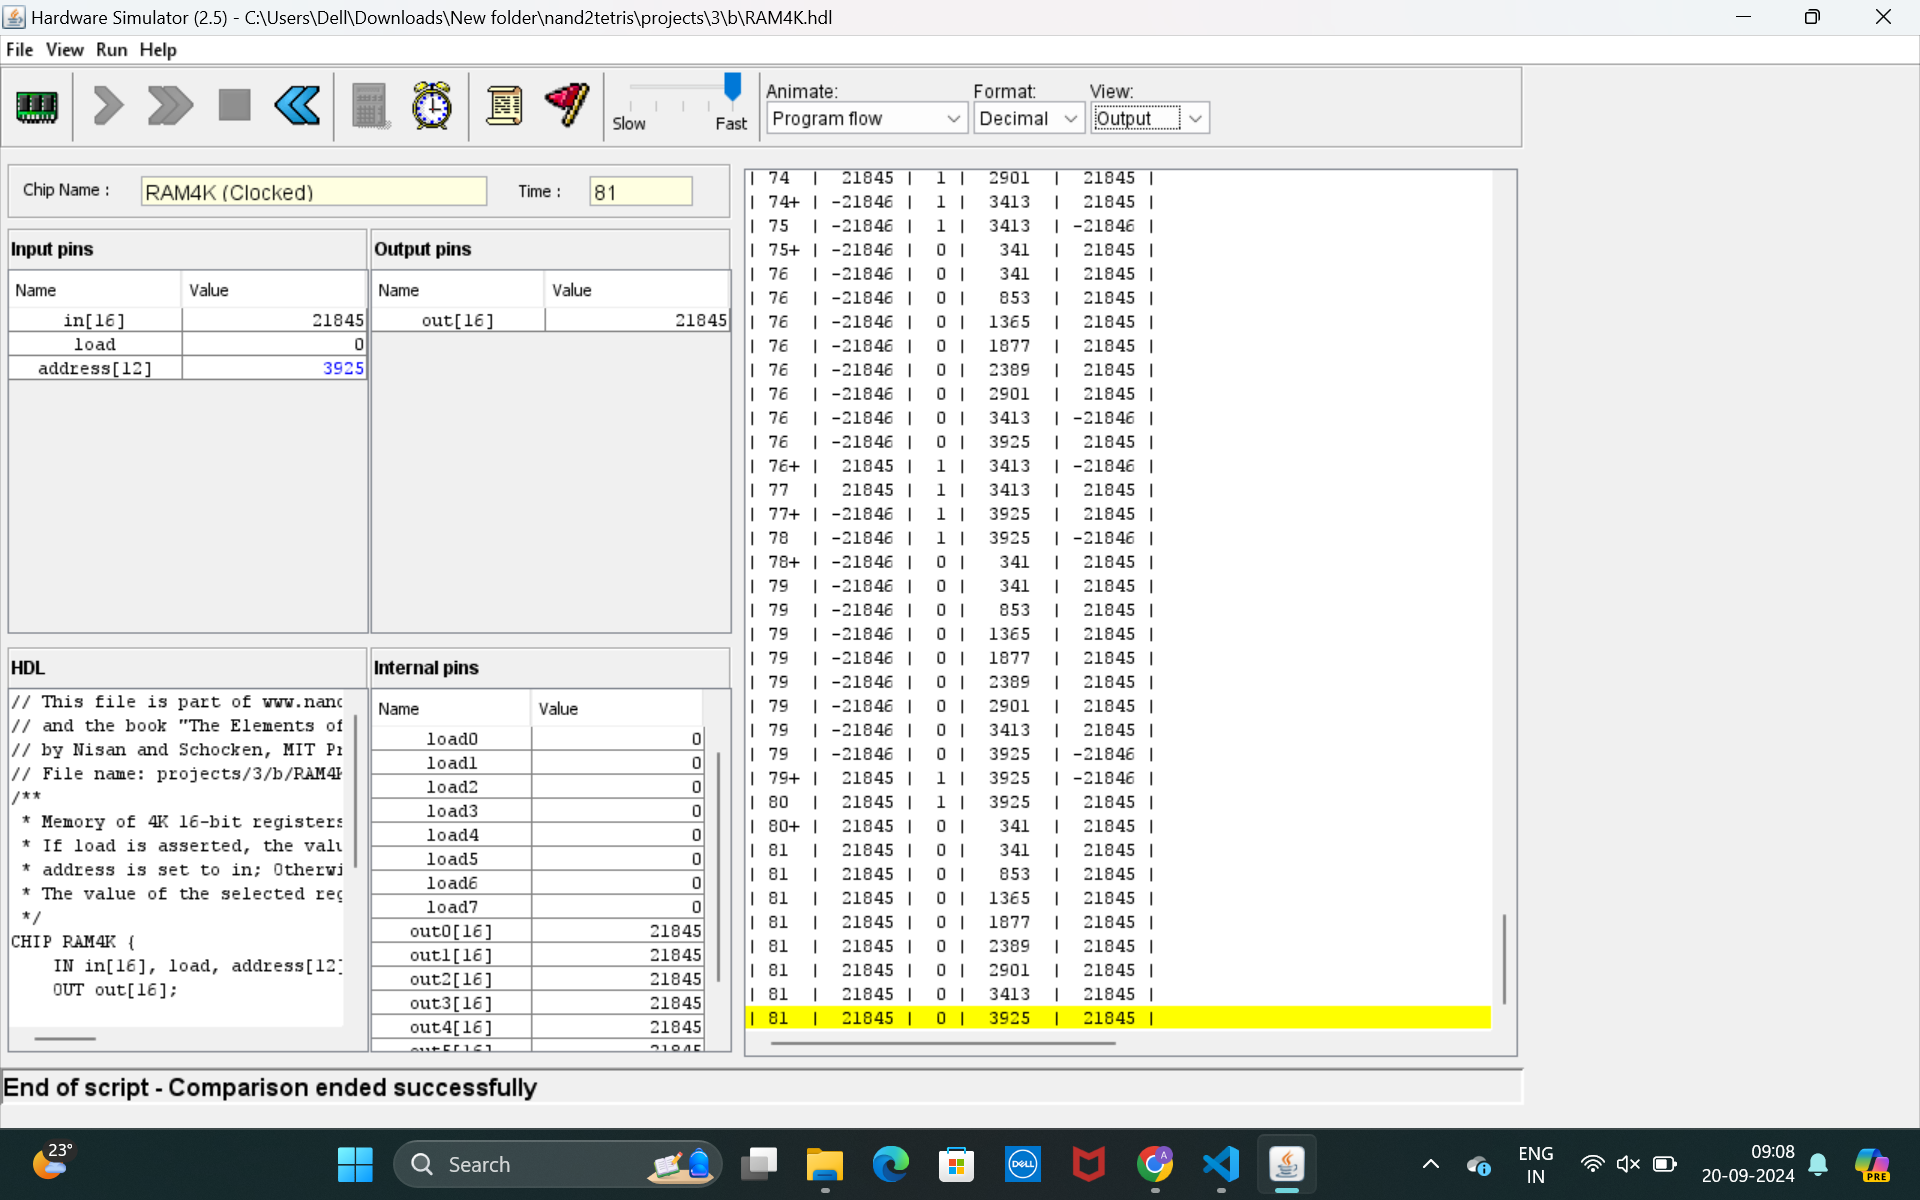 Hardware Simulator (2.5) - C:\Users\Dell\Downloads\New folder\nand2tetris\projects\3\b\RAM4K.hdl
File View Run Help
Slow Fast
Animate: Format: View:
Program flow Decimal Output
Chip Name : RAM4K (Clocked) Time : 81
Input pins
Name Value
in[16] 21845
load 0
address[12] 3925
Output pins
Name Value
out[16] 21845
HDL
// This file is part of www.nanc
// and the book "The Elements of
// by Nisan and Schocken, MIT Pr
// File name: projects/3/b/RAM4K
/**
* Memory of 4K 16-bit registers
* If load is asserted, the valu
* address is set to in; Otherwi
* The value of the selected reg
*/
CHIP RAM4K {
IN in[16], load, address[12]
OUT out[16];
Internal pins
Name Value
load0 0
load1 0
load2 0
load3 0
load4 0
load5 0
load6 0
load7 0
out0[16] 21845
out1[16] 21845
out2[16] 21845
out3[16] 21845
out4[16] 21845
out5[16] 21845
| 74 | 21845 | 1 | 2901 | 21845 |
| 74+ | -21846 | 1 | 3413 | 21845 |
| 75 | -21846 | 1 | 3413 | -21846 |
| 75+ | -21846 | 0 | 341 | 21845 |
| 76 | -21846 | 0 | 341 | 21845 |
| 76 | -21846 | 0 | 853 | 21845 |
| 76 | -21846 | 0 | 1365 | 21845 |
| 76 | -21846 | 0 | 1877 | 21845 |
| 76 | -21846 | 0 | 2389 | 21845 |
| 76 | -21846 | 0 | 2901 | 21845 |
| 76 | -21846 | 0 | 3413 | -21846 |
| 76 | -21846 | 0 | 3925 | 21845 |
| 76+ | 21845 | 1 | 3413 | -21846 |
| 77 | 21845 | 1 | 3413 | 21845 |
| 77+ | -21846 | 1 | 3925 | 21845 |
| 78 | -21846 | 1 | 3925 | -21846 |
| 78+ | -21846 | 0 | 341 | 21845 |
| 79 | -21846 | 0 | 341 | 21845 |
| 79 | -21846 | 0 | 853 | 21845 |
| 79 | -21846 | 0 | 1365 | 21845 |
| 79 | -21846 | 0 | 1877 | 21845 |
| 79 | -21846 | 0 | 2389 | 21845 |
| 79 | -21846 | 0 | 2901 | 21845 |
| 79 | -21846 | 0 | 3413 | 21845 |
| 79 | -21846 | 0 | 3925 | -21846 |
| 79+ | 21845 | 1 | 3925 | -21846 |
| 80 | 21845 | 1 | 3925 | 21845 |
| 80+ | 21845 | 0 | 341 | 21845 |
| 81 | 21845 | 0 | 341 | 21845 |
| 81 | 21845 | 0 | 853 | 21845 |
| 81 | 21845 | 0 | 1365 | 21845 |
| 81 | 21845 | 0 | 1877 | 21845 |
| 81 | 21845 | 0 | 2389 | 21845 |
| 81 | 21845 | 0 | 2901 | 21845 |
| 81 | 21845 | 0 | 3413 | 21845 |
| 81 | 21845 | 0 | 3925 | 21845 |
End of script - Comparison ended successfully
23°
Search
DELL
A
ENG
IN
09:08
20-09-2024
PRE